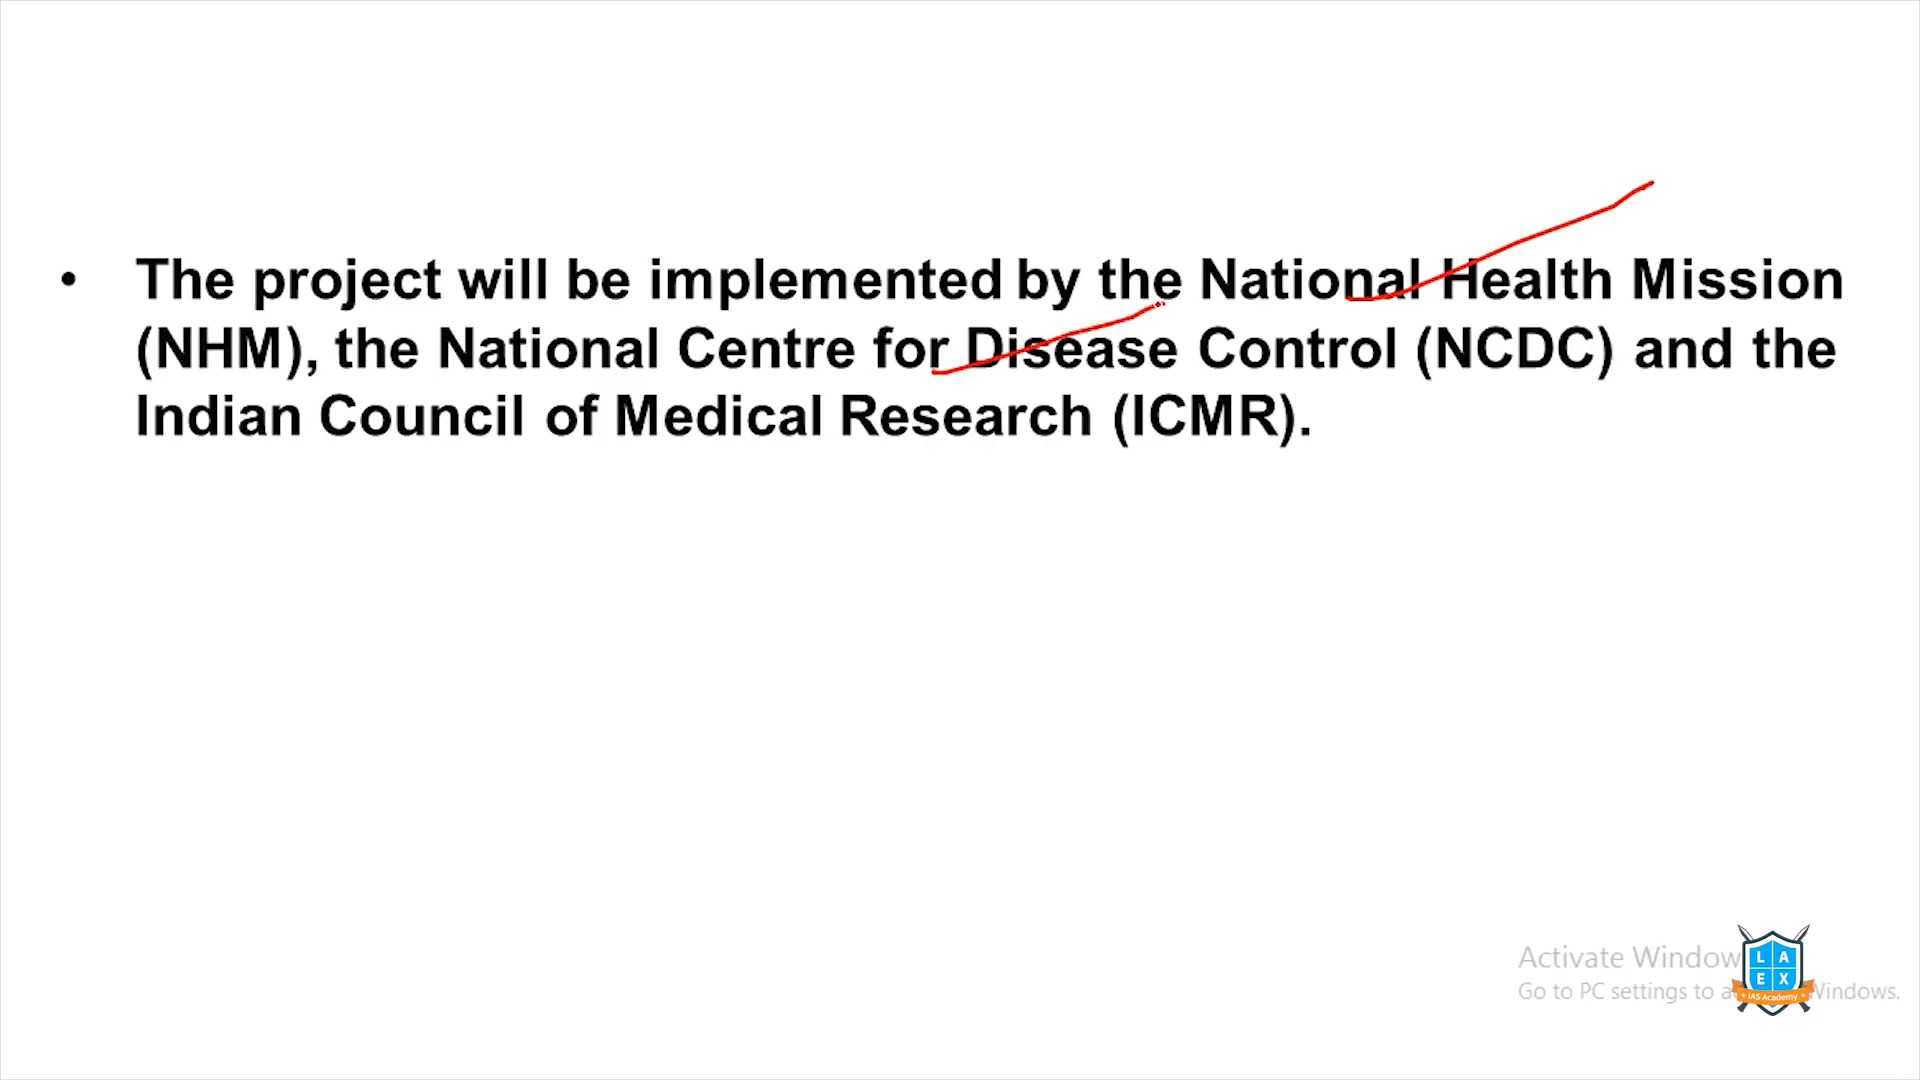 • The project will be implemented by the National Health Mission
(NHM), the National Centre for Disease Control (NCDC) and the
Indian Council of Medical Research (ICMR).
Activate Window
Go to PC settings to a Windows.
L A
E X
IAS Academy